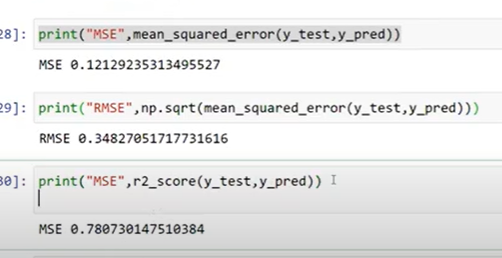 28]: print("MSE",mean_squared_error(y_test,y_pred))
MSE 0.12129235313495527
29]: print("RMSE",np.sqrt(mean_squared_error(y_test,y_pred)))
RMSE 0.34827051717731616
30]: print("MSE",r2_score(y_test,y_pred))
MSE 0.780730147510384